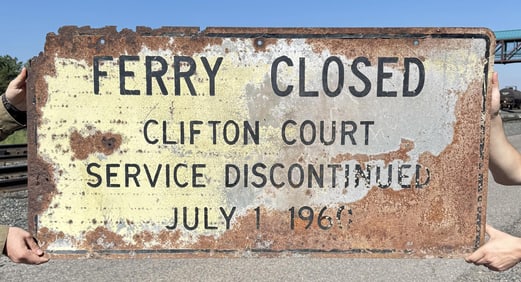 FERRY CLOSED
CLIFTON COURT
SERVICE DISCONTINUED
JULY 1